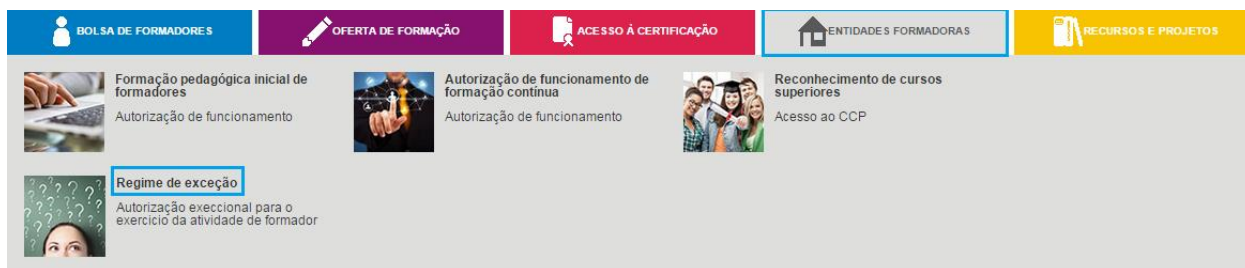 BOLSA DE FORMADORES
OFERTA DE FORMAÇÃO
ACESSO À CERTIFICAÇÃO
ENTIDADES FORMADORAS
RECURSOS E PROJETOS
Formação pedagógica inicial de
formadores
Autorização de funcionamento
Autorização de funcionamento de
formação contínua
Autorização de funcionamento
Reconhecimento de cursos
superiores
Acesso ao CCP
Regime de exceção
Autorização execcional para o
exercicio da atividade de formador